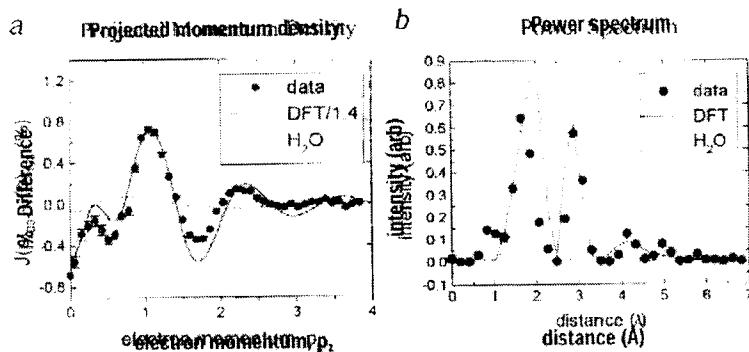 a
Projected momentum density
data
DFT/1.4
H₂O
Difference
1.2
0.8
0.4
0.0
-0.4
-0.8
0
1
2
3
4
electron momentum, p_z
b
Power spectrum
data
DFT
H₂O
intensity (arb)
0.9
0.8
0.7
0.6
0.5
0.4
0.3
0.2
0.1
0.0
-0.1
0
1
2
3
4
5
6
7
distance (Å)
distance (Å)